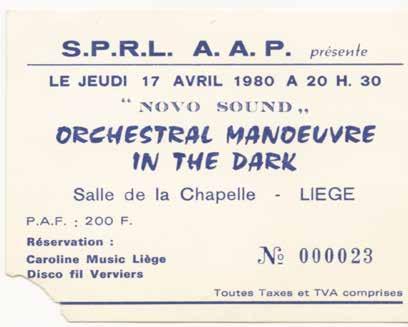 S.P.R.L. A. A. P. présente
LE JEUDI 17 AVRIL 1980 A 20 H. 30
“ NOVO SOUND „
ORCHESTRAL MANOEUVRE
IN THE DARK
Salle de la Chapelle - LIEGE
P.A.F. : 200 F.
Réservation :
Caroline Music Liège
Disco fil Verviers
№ 000023
Toutes Taxes et TVA comprises